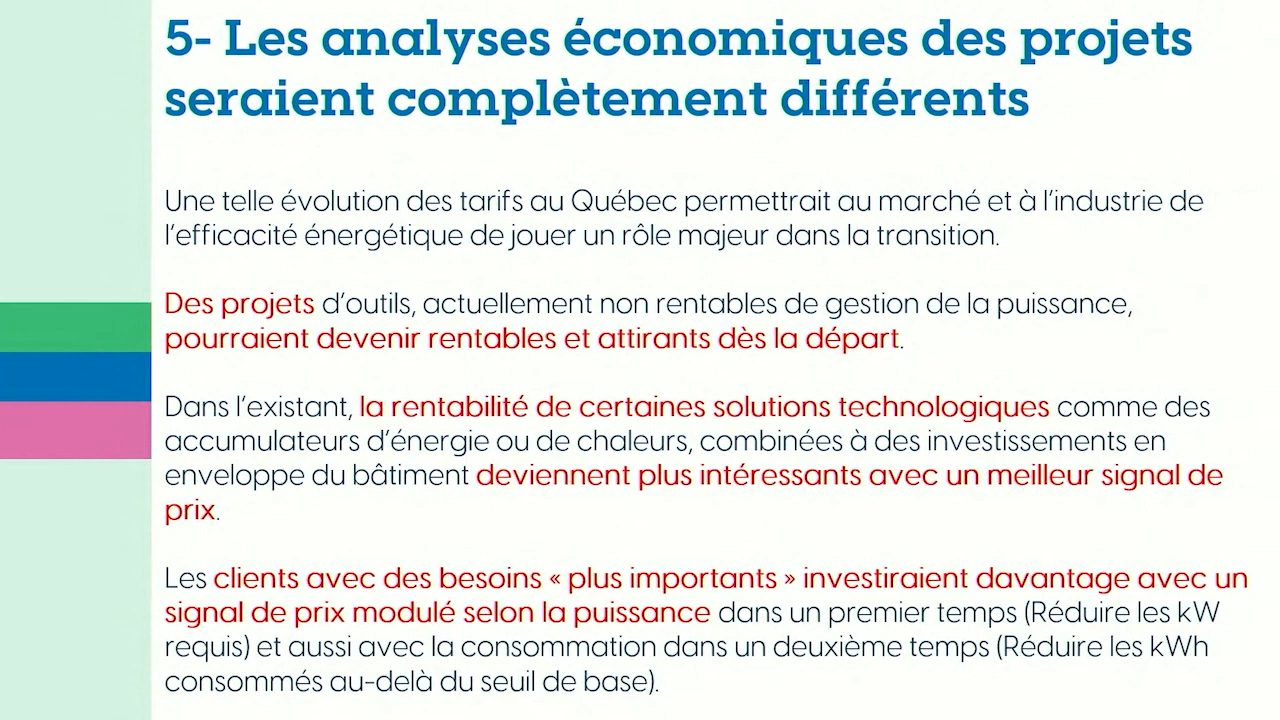 5- Les analyses économiques des projets
seraient complètement différents
Une telle évolution des tarifs au Québec permettrait au marché et à l'industrie de
l'efficacité énergétique de jouer un rôle majeur dans la transition.
Des projets d'outils, actuellement non rentables de gestion de la puissance,
pourraient devenir rentables et attirants dès la départ.
Dans l'existant, la rentabilité de certaines solutions technologiques comme des
accumulateurs d'énergie ou de chaleurs, combinées à des investissements en
enveloppe du bâtiment deviennent plus intéressants avec un meilleur signal de
prix.
Les clients avec des besoins « plus importants » investiraient davantage avec un
signal de prix modulé selon la puissance dans un premier temps (Réduire les kW
requis) et aussi avec la consommation dans un deuxième temps (Réduire les kWh
consommés au-delà du seuil de base).